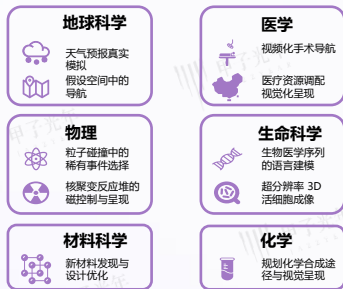 地球科学
天气预报真实
模拟
假设空间中的
导航
医学
视频化手术导航
医疗资源调配
视觉化呈现
物理
粒子碰撞中的
稀有事件选择
核聚变反应堆的
磁控制与呈现
生命科学
生物医学序列
的语言建模
超分辨率 3D
活细胞成像
材料科学
新材料发现与
设计优化
化学
规划化学合成途
径与视觉呈现
甲子光年